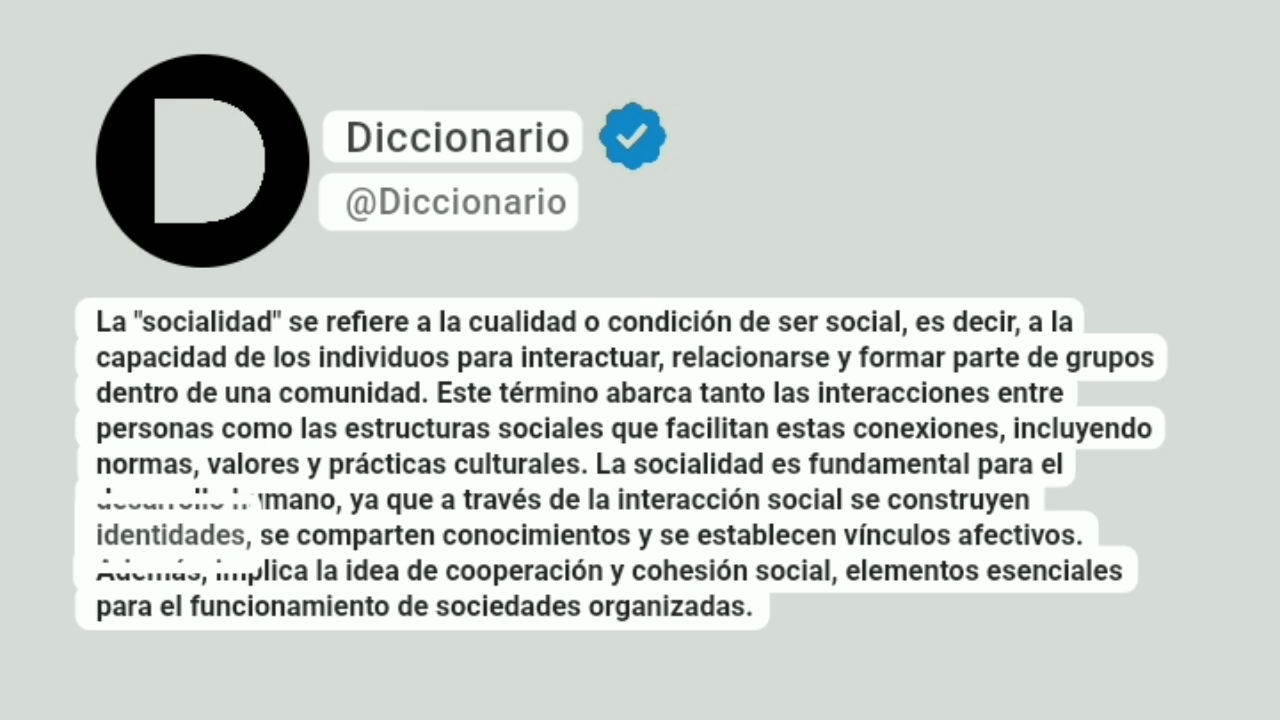 D
Diccionario
@Diccionario
La "socialidad" se refiere a la cualidad o condición de ser social, es decir, a la
capacidad de los individuos para interactuar, relacionarse y formar parte de grupos
dentro de una comunidad. Este término abarca tanto las interacciones entre
personas como las estructuras sociales que facilitan estas conexiones, incluyendo
normas, valores y prácticas culturales. La socialidad es fundamental para el
desarrollo humano, ya que a través de la interacción social se construyen
identidades, se comparten conocimientos y se establecen vínculos afectivos.
Además, implica la idea de cooperación y cohesión social, elementos esenciales
para el funcionamiento de sociedades organizadas.